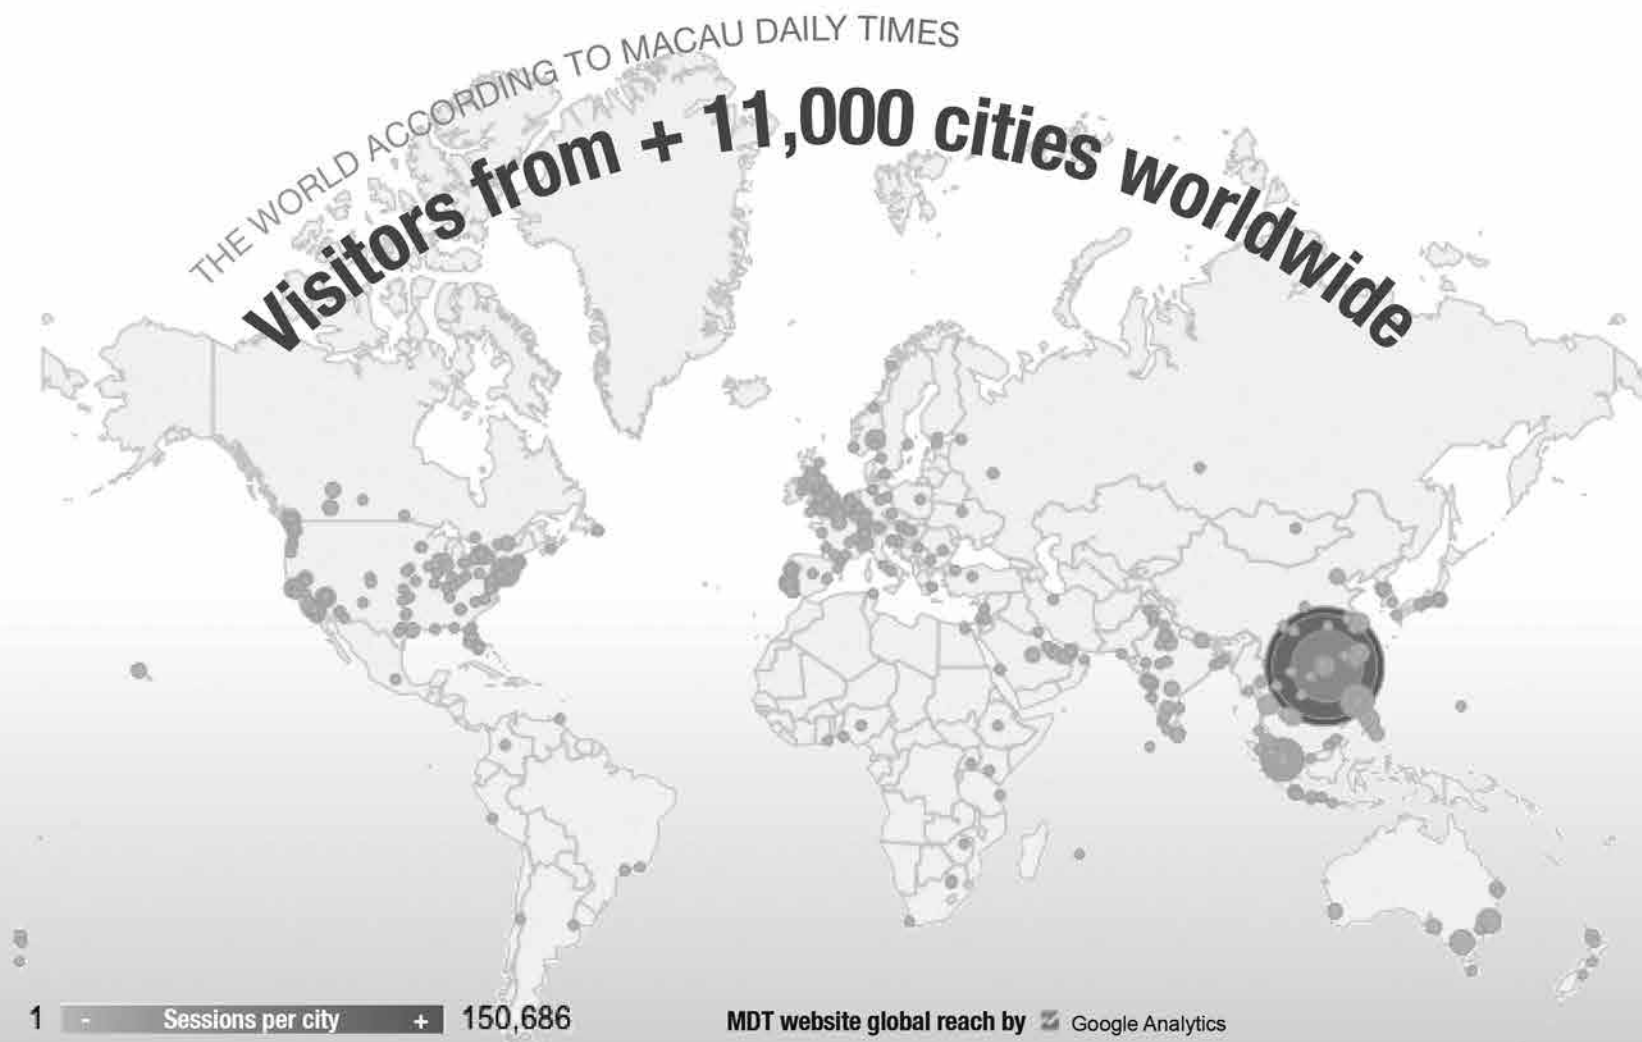 THE WORLD ACCORDING TO MACAU DAILY TIMES
Visitors from + 11,000 cities worldwide
1 - Sessions per city + 150,686
MDT website global reach by Google Analytics